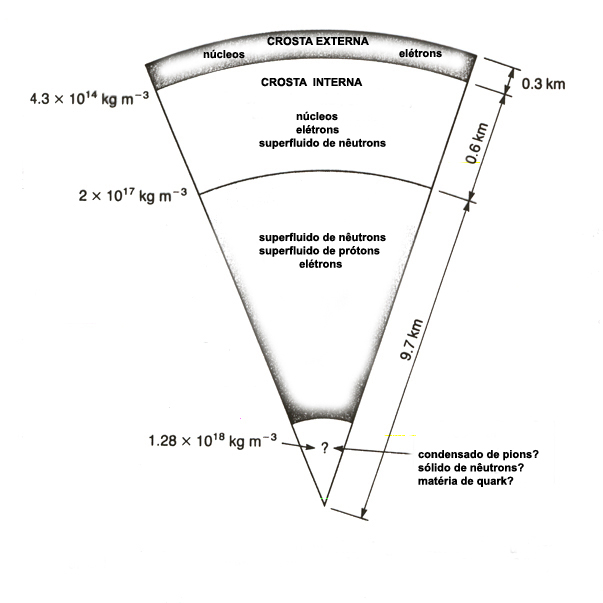 CROSTA EXTERNA
núcleos elétrons
CROSTA INTERNA
0.3 km
4.3 × 10¹⁴ kg m⁻³
núcleos
elétrons
superfluido de nêutrons
0.6 km
2 × 10¹⁷ kg m⁻³
superfluido de nêutrons
superfluido de prótons
elétrons
9.7 km
1.28 × 10¹⁸ kg m⁻³
?
condensado de pions?
sólido de nêutrons?
matéria de quark?